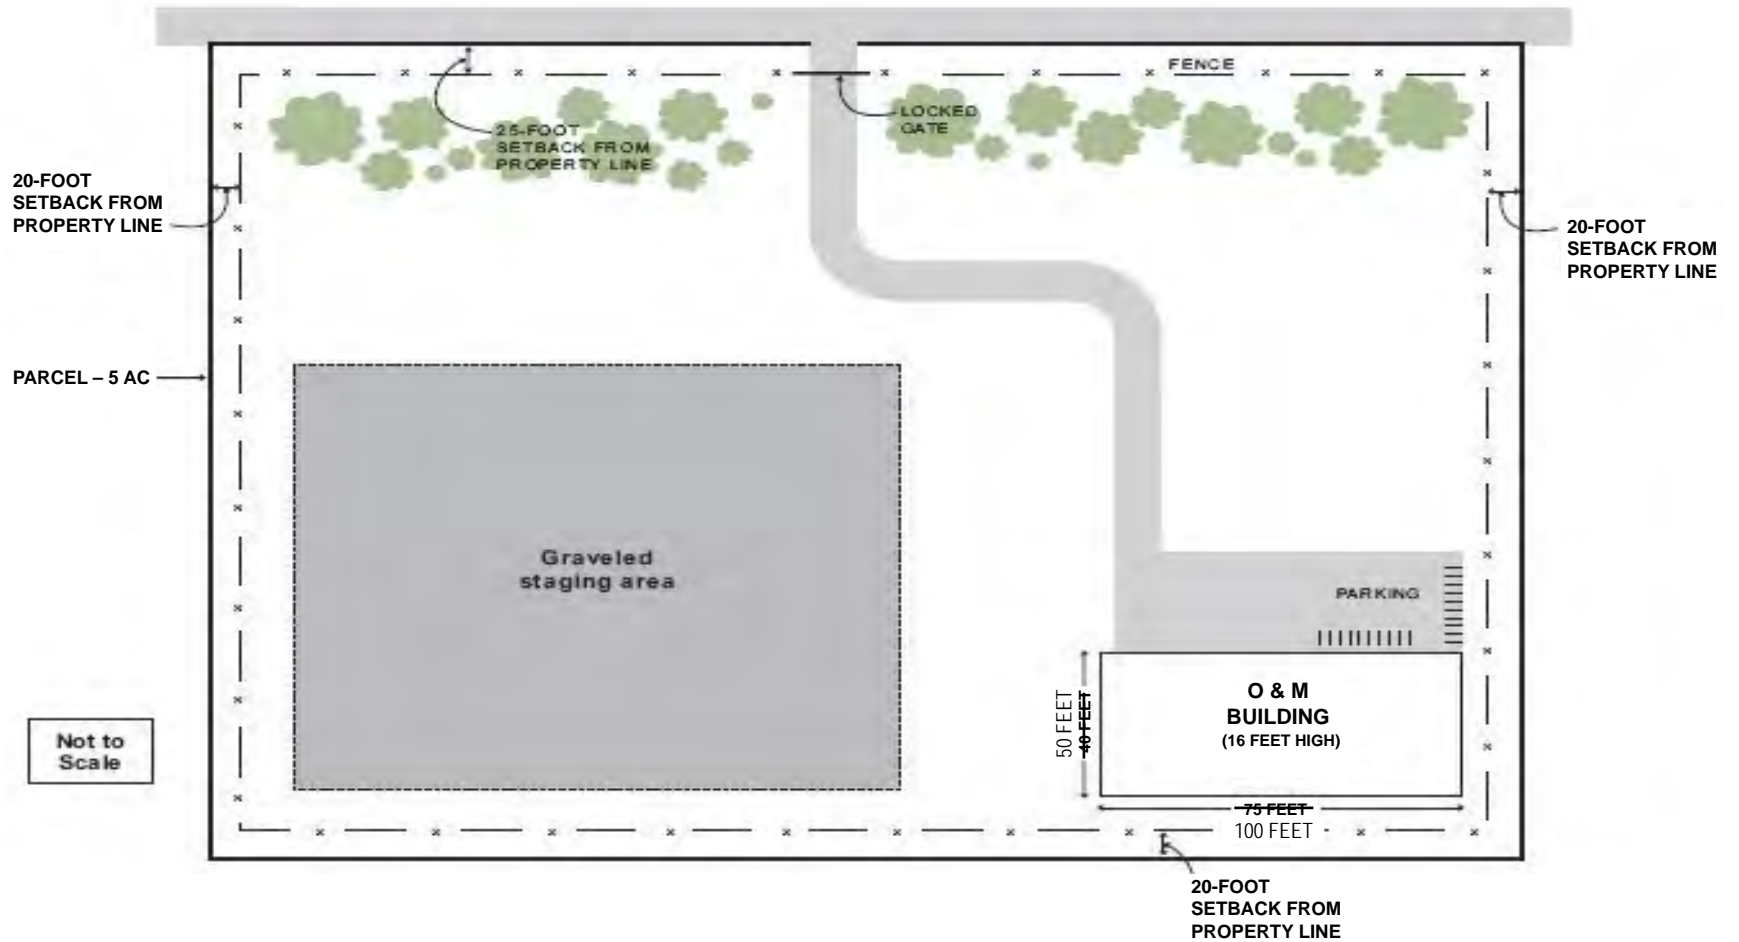 FENCE
LOCKED
GATE
25-FOOT
SETBACK FROM
PROPERTY LINE
20-FOOT
SETBACK FROM
PROPERTY LINE
20-FOOT
SETBACK FROM
PROPERTY LINE
PARCEL – 5 AC
Graveled
staging area
PARKING
O & M
BUILDING
(16 FEET HIGH)
50 FEET
40 FEET
Not to
Scale
75 FEET
100 FEET
20-FOOT
SETBACK FROM
PROPERTY LINE